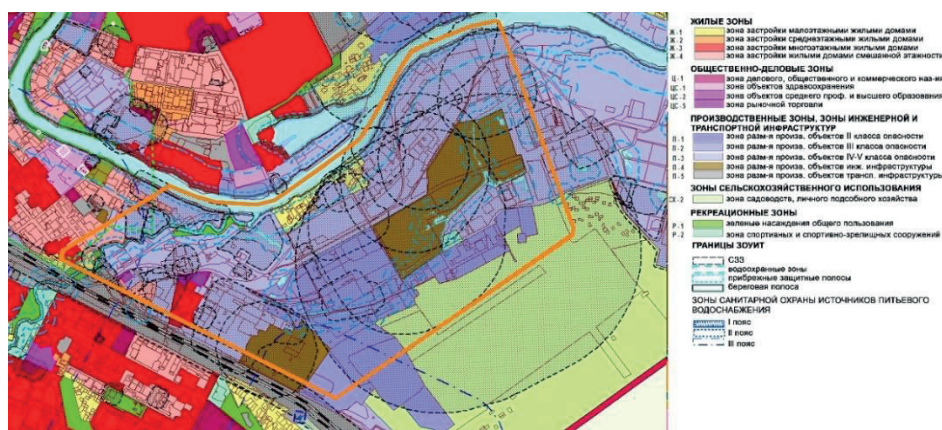 ЖИЛЫЕ ЗОНЫ
Ж-1 зона застройки малоэтажными жилыми домами
Ж-2 зона застройки среднеэтажными жилыми домами
Ж-3 зона застройки многоэтажными жилыми домами
Ж-4 зона застройки жилыми домами смешанной этажности
ОБЩЕСТВЕННО-ДЕЛОВЫЕ ЗОНЫ
Ц-1 зона делового, общественного и коммерческого наз-и
ЦС-1 зона объектов здравоохранения
ЦС-2 зона объектов среднего проф. и высшего образования
ЦС-5 зона рыночной торговли
ПРОИЗВОДСТВЕННЫЕ ЗОНЫ, ЗОНЫ ИНЖЕНЕРНОЙ И
ТРАНСПОРТНОЙ ИНФРАСТРУКТУР
П-1 зона разм-я произв. объектов II класса опасности
П-2 зона разм-я произв. объектов III класса опасности
П-3 зона разм-я произв. объектов IV-V класса опасности
П-4 зона разм-я произв. объектов инж. инфраструктуры
П-5 зона разм-я произв. объектов трансп. инфраструктуры
ЗОНЫ СЕЛЬСКОХОЗЯЙСТВЕННОГО ИСПОЛЬЗОВАНИЯ
СХ-2 зона садоводств, личного подсобного хозяйства
РЕКРЕАЦИОННЫЕ ЗОНЫ
Р-1 зеленые насаждения общего пользования
Р-2 зона спортивных и спортивно-зрелищных сооружений
ГРАНИЦЫ ЗОУИТ
СЗЗ
водоохранные зоны
прибрежные защитные полосы
береговая полоса
ЗОНЫ САНИТАРНОЙ ОХРАНЫ ИСТОЧНИКОВ ПИТЬЕВОГО
ВОДОСНАБЖЕНИЯ
I пояс
II пояс
III пояс